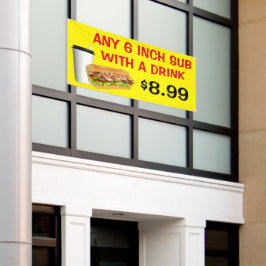 ANY 6 INCH SUB
WITH A DRINK
$8.99